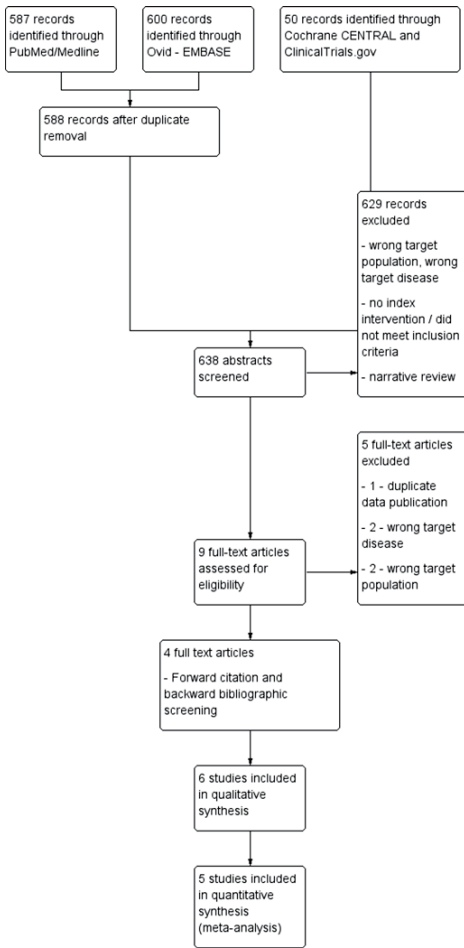 587 records
identified through
PubMed/Medline
600 records
identified through
Ovid - EMBASE
50 records identified through
Cochrane CENTRAL and
ClinicalTrials.gov
588 records after duplicate
removal
629 records
excluded
- wrong target
population, wrong
target disease
- no index
intervention / did
not meet inclusion
criteria
- narrative review
638 abstracts
screened
5 full-text articles
excluded
- 1 - duplicate
data publication
- 2 - wrong target
disease
- 2 - wrong target
population
9 full-text articles
assessed for
eligibility
4 full text articles
- Forward citation and
backward bibliographic
screening
6 studies included
in qualitative
synthesis
5 studies included
in quantitative
synthesis
(meta-analysis)